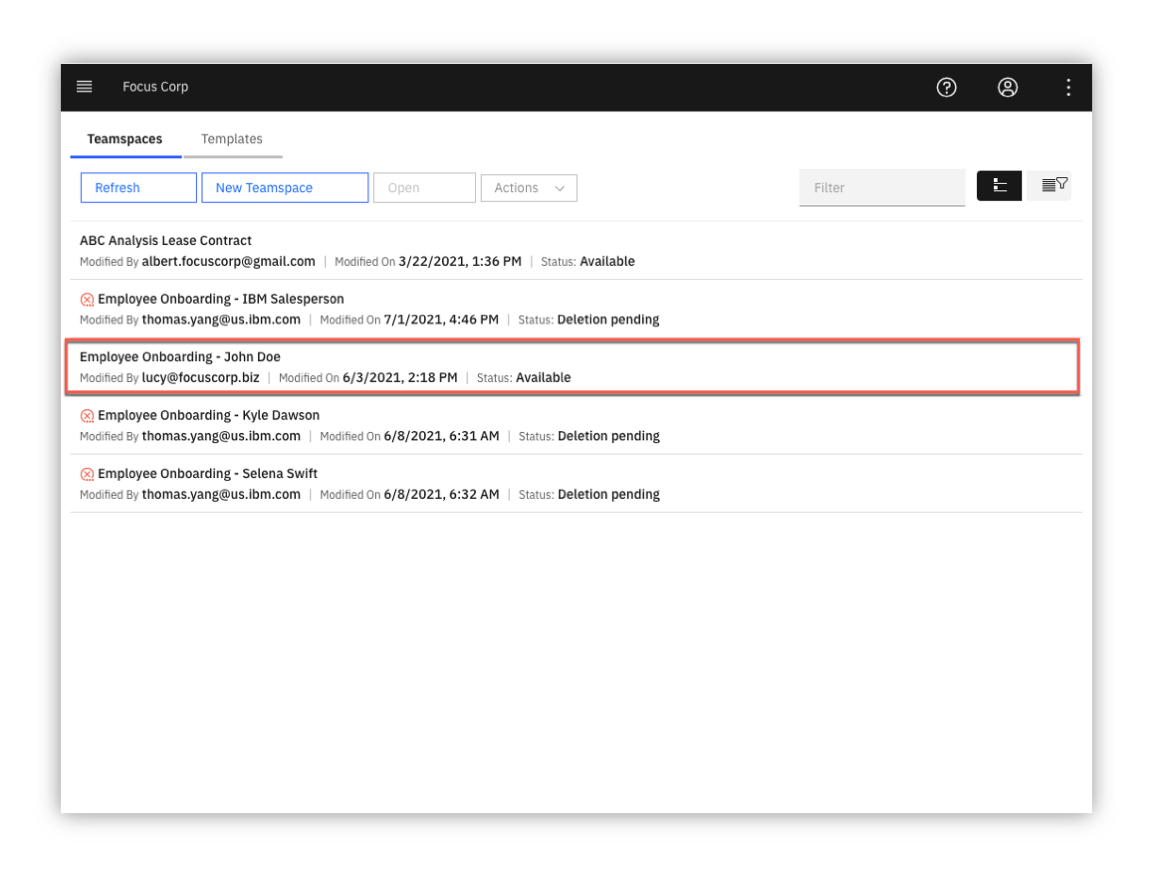 Focus Corp
Teamspaces Templates
Refresh New Teamspace Open Actions Filter
ABC Analysis Lease Contract
Modified By albert.focuscorp@gmail.com | Modified On 3/22/2021, 1:36 PM | Status: Available
Employee Onboarding - IBM Salesperson
Modified By thomas.yang@us.ibm.com | Modified On 7/1/2021, 4:46 PM | Status: Deletion pending
Employee Onboarding - John Doe
Modified By lucy@focuscorp.biz | Modified On 6/3/2021, 2:18 PM | Status: Available
Employee Onboarding - Kyle Dawson
Modified By thomas.yang@us.ibm.com | Modified On 6/8/2021, 6:31 AM | Status: Deletion pending
Employee Onboarding - Selena Swift
Modified By thomas.yang@us.ibm.com | Modified On 6/8/2021, 6:32 AM | Status: Deletion pending